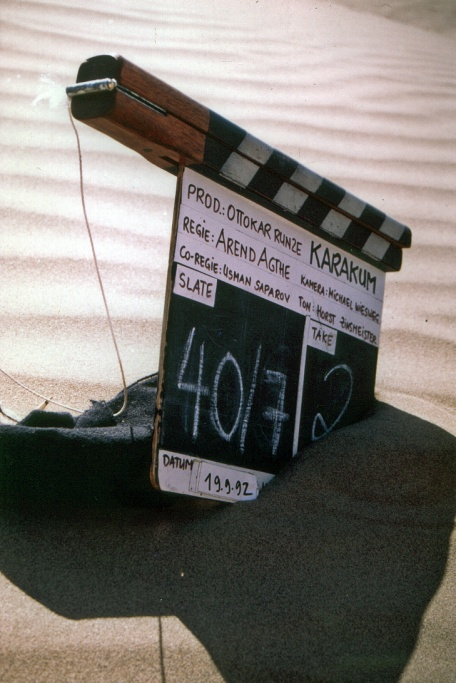 PROD.: OTTOKAR RUNZE KARAKUM
REGIE: AREND AGTHE KAMERA: MICHAEL WIESWEG
CO-REGIE: USMAN SAPAROV TON: HORST ZINSMEISTER
SLATE
TAKE
40/7
2
DATUM
19.9.92